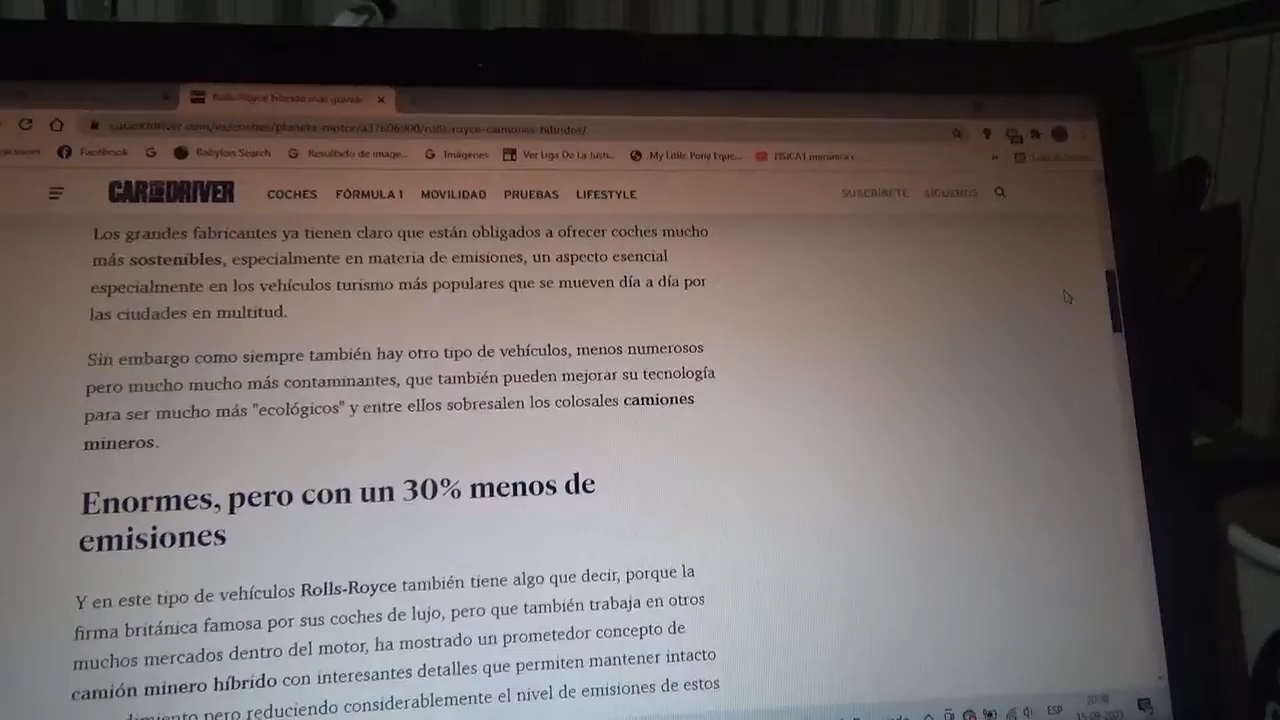 Rolls-Royce híbrido más grande
caranddriver.com/es/coches/planeta-motor/a37606900/rolls-royce-camiones-hibridos/
Facebook
G
Babylon Search
Resultado de image...
Imágenes
Ver Liga De La Justi...
My Little Pony Eque...
CAR AND DRIVER
COCHES
FÓRMULA 1
MOVILIDAD
PRUEBAS
LIFESTYLE
SUSCRÍBETE
SÍGUENOS
Los grandes fabricantes ya tienen claro que están obligados a ofrecer coches mucho
más sostenibles, especialmente en materia de emisiones, un aspecto esencial
especialmente en los vehículos turismo más populares que se mueven día a día por
las ciudades en multitud.
Sin embargo como siempre también hay otro tipo de vehículos, menos numerosos
pero mucho mucho más contaminantes, que también pueden mejorar su tecnología
para ser mucho más "ecológicos" y entre ellos sobresalen los colosales camiones
mineros.
Enormes, pero con un 30% menos de
emisiones
Y en este tipo de vehículos Rolls-Royce también tiene algo que decir, porque la
firma británica famosa por sus coches de lujo, pero que también trabaja en otros
muchos mercados dentro del motor, ha mostrado un prometedor concepto de
camión minero híbrido con interesantes detalles que permiten mantener intacto
pero reduciendo considerablemente el nivel de emisiones de estos
ESP